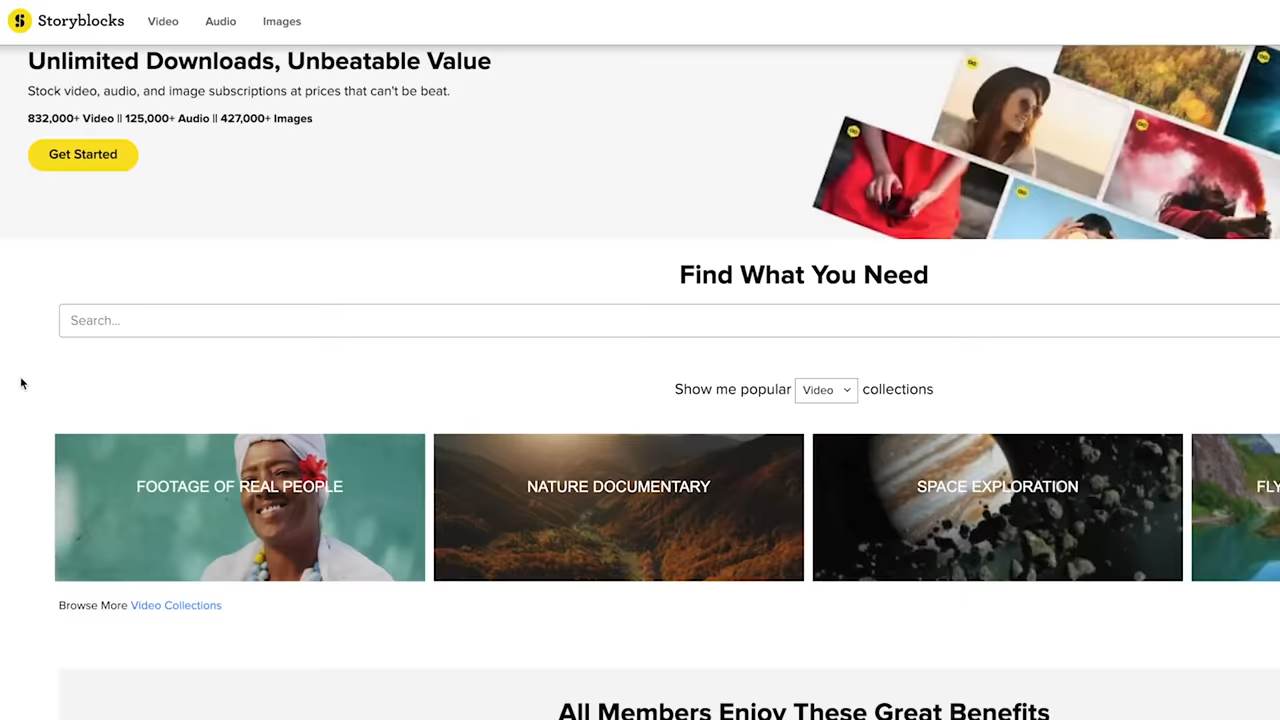 Storyblocks Video Audio Images
Unlimited Downloads, Unbeatable Value
Stock video, audio, and image subscriptions at prices that can't be beat.
832,000+ Video || 125,000+ Audio || 427,000+ Images
Get Started
Find What You Need
Search...
Show me popular Video collections
FOOTAGE OF REAL PEOPLE
NATURE DOCUMENTARY
SPACE EXPLORATION
FLY
Browse More Video Collections
All Members Enjoy These Great Benefits